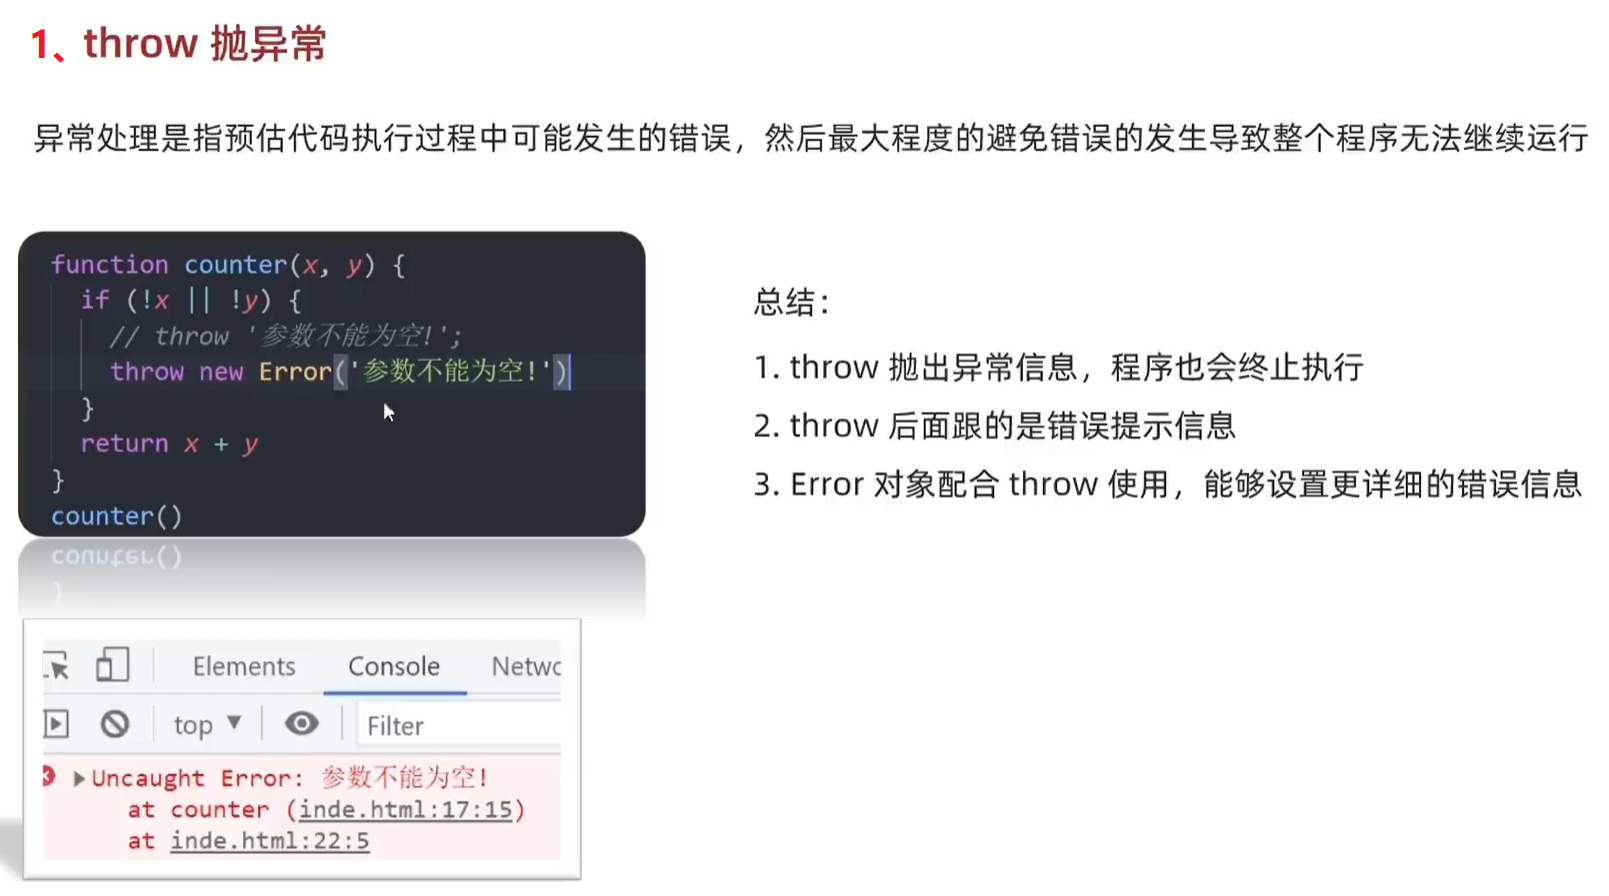 1、throw 抛异常
异常处理是指预估代码执行过程中可能发生的错误，然后最大程度的避免错误的发生导致整个程序无法继续运行
function counter(x, y) {
if (!x || !y) {
// throw '参数不能为空!';
throw new Error('参数不能为空!')
}
return x + y
}
counter()
总结：
1. throw 抛出异常信息，程序也会终止执行
2. throw 后面跟的是错误提示信息
3. Error 对象配合 throw 使用，能够设置更详细的错误信息
Elements Console Netwo
top Filter
Uncaught Error: 参数不能为空!
at counter (inde.html:17:15)
at inde.html:22:5